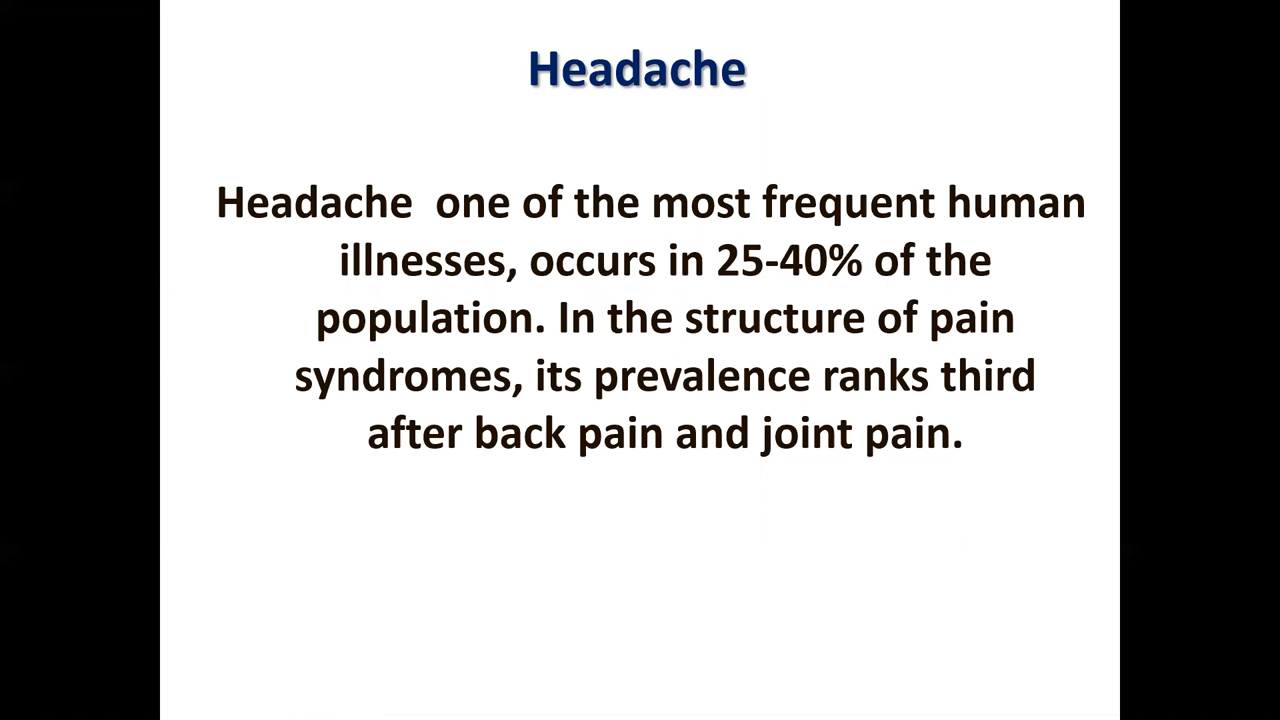 Headache
Headache  one of the most frequent human
illnesses, occurs in 25-40% of the
population. In the structure of pain
syndromes, its prevalence ranks third
after back pain and joint pain.